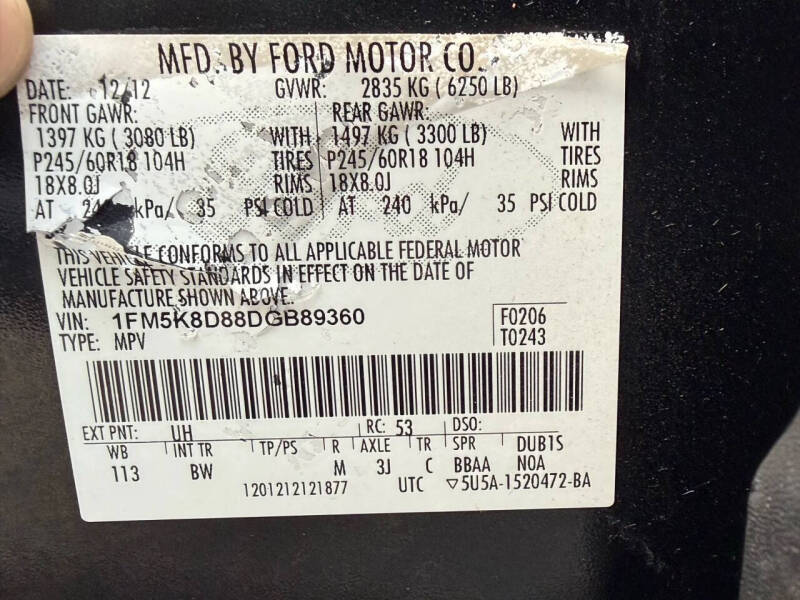 MFD. BY FORD MOTOR CO.
DATE: 12/12 GVWR: 2835 KG ( 6250 LB)
FRONT GAWR: REAR GAWR:
1397 KG ( 3080 LB) WITH 1497 KG ( 3300 LB) WITH
P245/60R18 104H TIRES P245/60R18 104H TIRES
18X8.0J RIMS 18X8.0J RIMS
AT 240 kPa/ 35 PSI COLD AT 240 kPa/ 35 PSI COLD
THIS VEHICLE CONFORMS TO ALL APPLICABLE FEDERAL MOTOR
VEHICLE SAFETY STANDARDS IN EFFECT ON THE DATE OF
MANUFACTURE SHOWN ABOVE.
VIN: 1FM5K8D88DGB89360 F0206
TYPE: MPV T0243
EXT PNT: UH RC: 53 DSO:
WB INT TR TP/PS R AXLE TR SPR DUB1S
113 BW M 3J C BBAA NOA
1201212121877 UTC ▽5U5A-1520472-BA